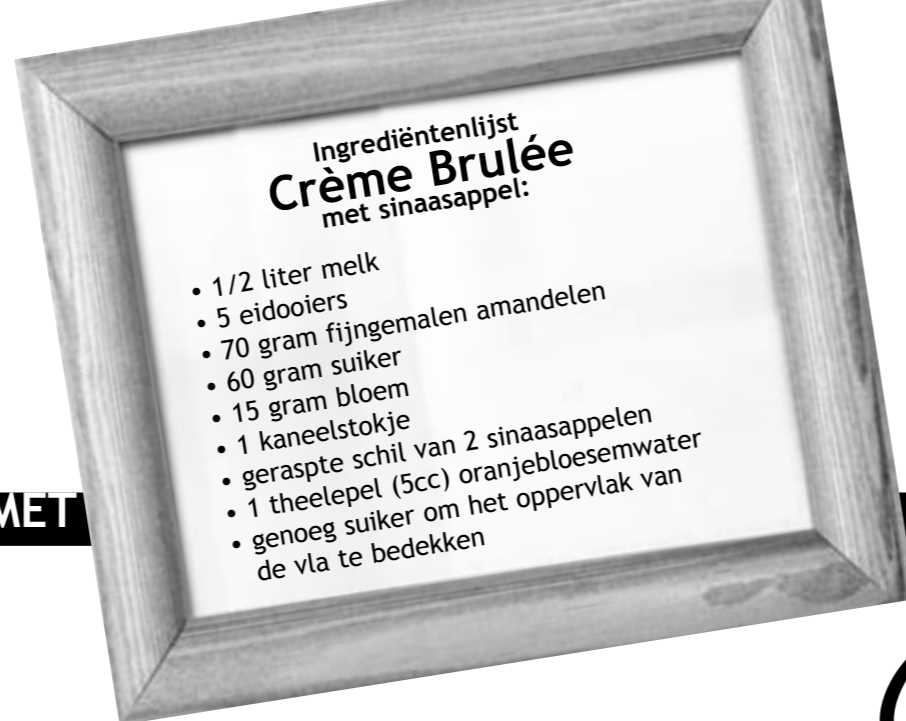 Ingrediëntenlijst
Crème Brulée
met sinaasappel:
• 1/2 liter melk
• 5 eidooiers
• 70 gram fijngemalen amandelen
• 60 gram suiker
• 15 gram bloem
• 1 kaneelstokje
• geraspte schil van 2 sinaasappelen
• 1 theelepel (5cc) oranjebloesemwater
• genoeg suiker om het oppervlak van
de vla te bedekken
MET